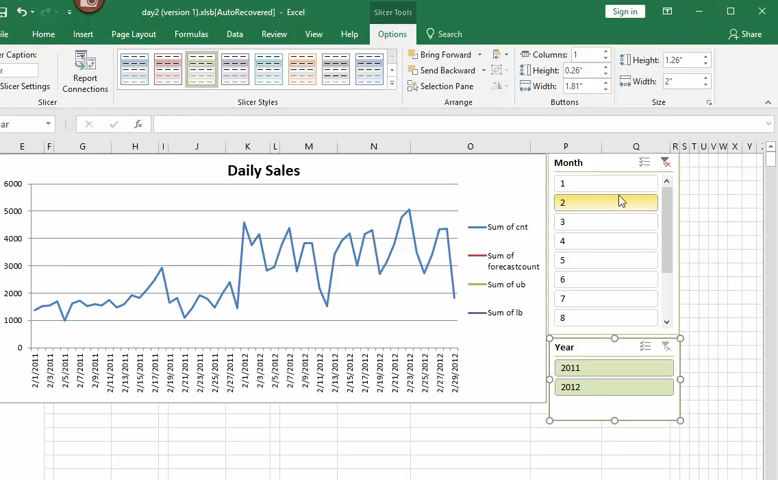 day2 (version 1).xlsb[AutoRecovered] - Excel
Slicer Tools
Sign in
Home Insert Page Layout Formulas Data Review View Help Options Search Share
Caption:
Slicer Settings
Slicer
Report Connections
Slicer Styles
Bring Forward
Send Backward
Selection Pane
Arrange
Columns: 1
Height: 0.26"
Width: 1.81"
Buttons
Height: 1.26"
Width: 2"
Size
fx
E F G H I J K L M N O P Q R S T U V W X Y
Daily Sales
6000
5000
4000
3000
2000
1000
0
2/1/2011
2/3/2011
2/5/2011
2/7/2011
2/9/2011
2/11/2011
2/13/2011
2/15/2011
2/17/2011
2/19/2011
2/21/2011
2/23/2011
2/25/2011
2/27/2011
2/1/2012
2/3/2012
2/5/2012
2/7/2012
2/9/2012
2/11/2012
2/13/2012
2/15/2012
2/17/2012
2/19/2012
2/21/2012
2/23/2012
2/25/2012
2/27/2012
2/29/2012
Sum of cnt
Sum of
forecastcount
Sum of ub
Sum of lb
Month
1
2
3
4
5
6
7
8
Year
2011
2012